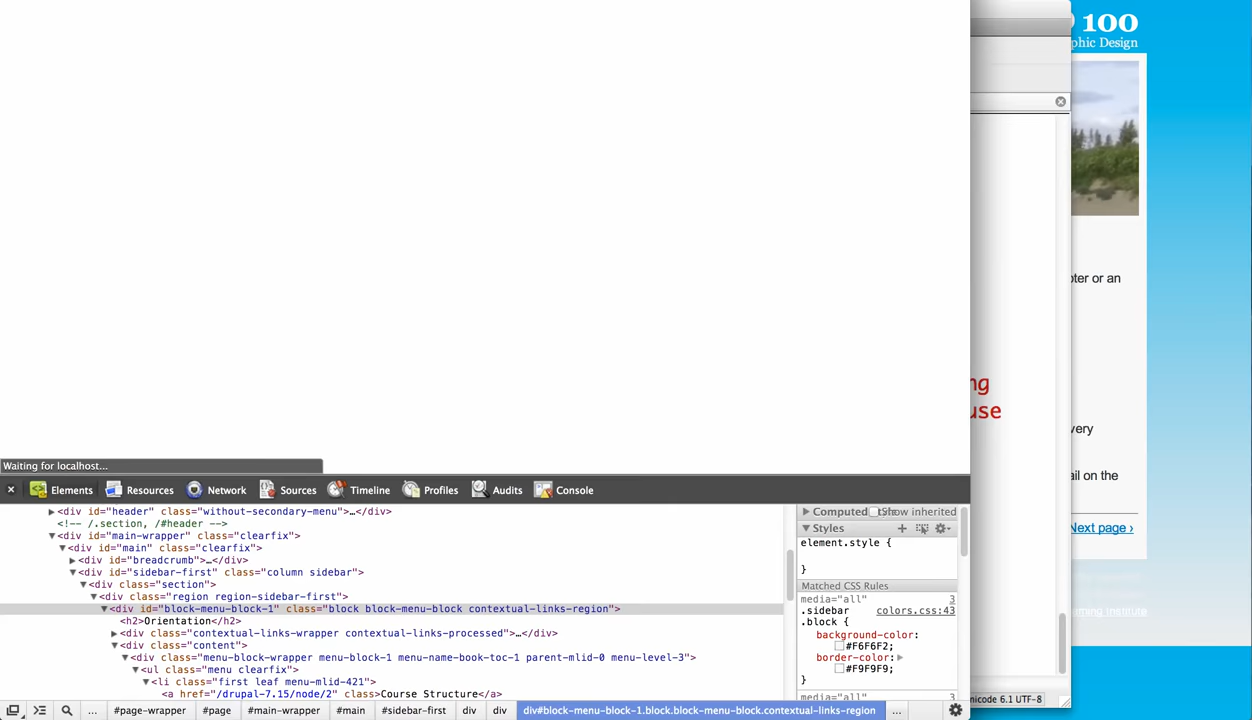 100
phic Design
oter or an
ng
use
very
ail on the
Next page ›
rning Institute
nicode 6.1 UTF-8
Waiting for localhost...
Elements Resources Network Sources Timeline Profiles Audits Console
▶<div id="header" class="without-secondary-menu">…</div>
<!-- /.section, /#header -->
▼<div id="main-wrapper" class="clearfix">
▼<div id="main" class="clearfix">
▶<div id="breadcrumb">…</div>
▼<div id="sidebar-first" class="column sidebar">
▼<div class="section">
▼<div class="region region-sidebar-first">
▼<div id="block-menu-block-1" class="block block-menu-block contextual-links-region">
<h2>Orientation</h2>
▶<div class="contextual-links-wrapper contextual-links-processed">…</div>
▼<div class="content">
▼<div class="menu-block-wrapper menu-block-1 menu-name-book-toc-1 parent-mlid-0 menu-level-3">
▼<ul class="menu clearfix">
▼<li class="first leaf menu-mlid-421">
<a href="/drupal-7.15/node/2" class>Course Structure</a>
▶ Computed Show inherited
▼ Styles
element.style {
}
Matched CSS Rules
media="all" 3
.sidebar colors.css:43
.block {
background-color:
#F6F6F2;
border-color: ▶
#F9F9F9;
}
media="all" 3
... #page-wrapper #page #main-wrapper #main #sidebar-first div div div#block-menu-block-1.block.block-menu-block.contextual-links-region ...